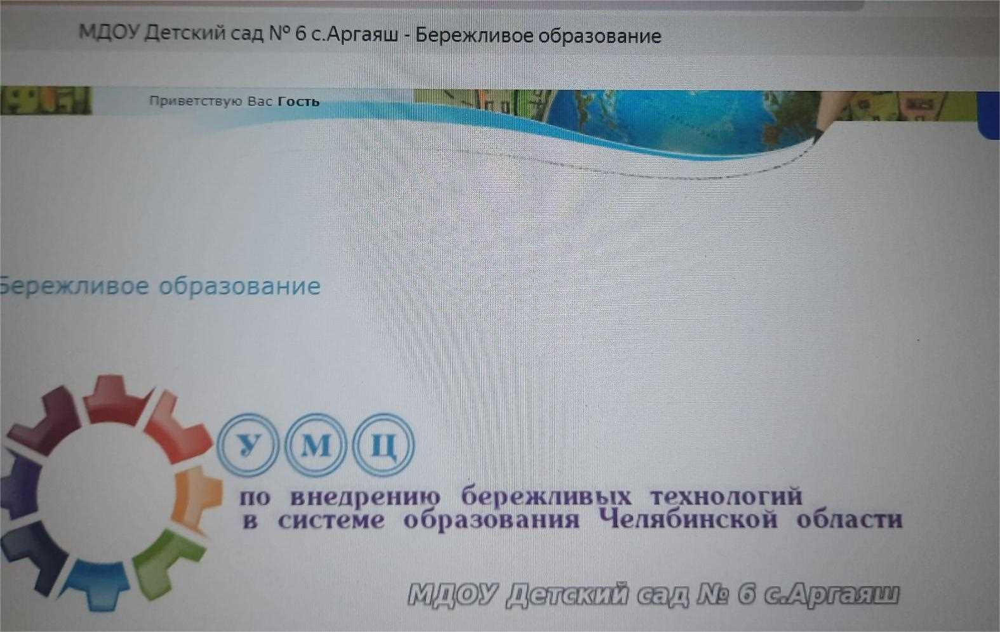 МДОУ Детский сад № 6 с.Аргаяш - Бережливое образование
Приветствую Вас Гость
Бережливое образование
У М Ц
по внедрению бережливых технологий
в системе образования Челябинской области
МДОУ Детский сад № 6 с.Аргаяш